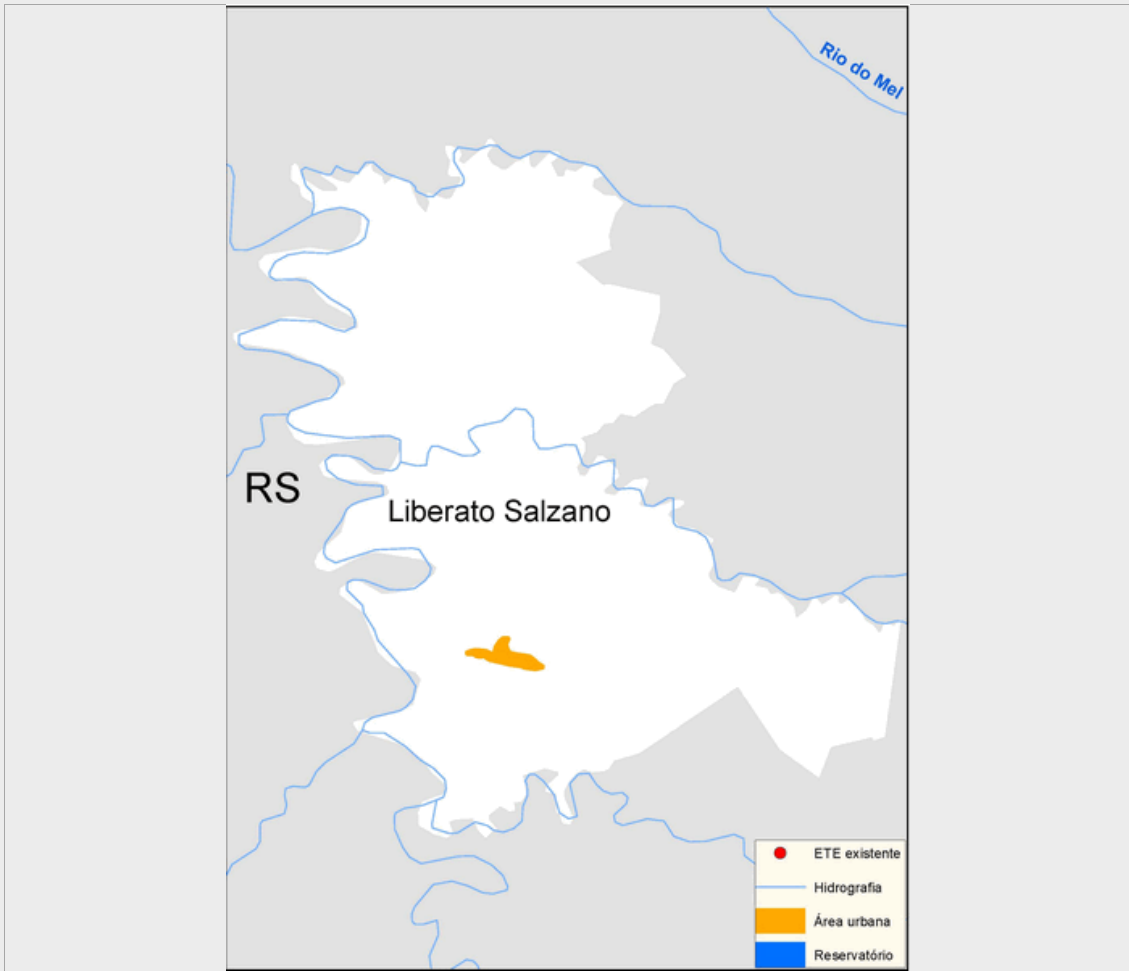 Rio do Mel
RS
Liberato Salzano
ETE existente
Hidrografia
Área urbana
Reservatório